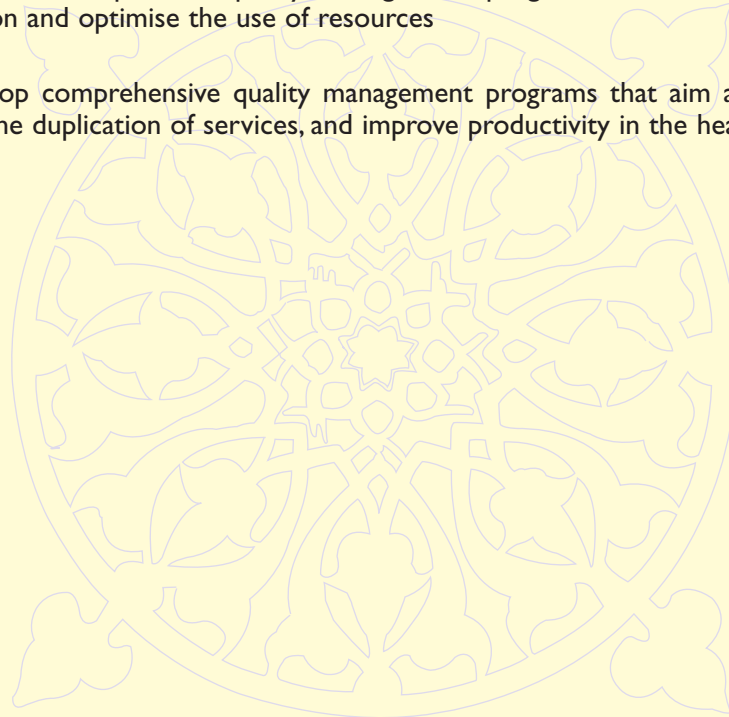 on and optimise the use of resources
op comprehensive quality management programs that aim a
ne duplication of services, and improve productivity in the hea